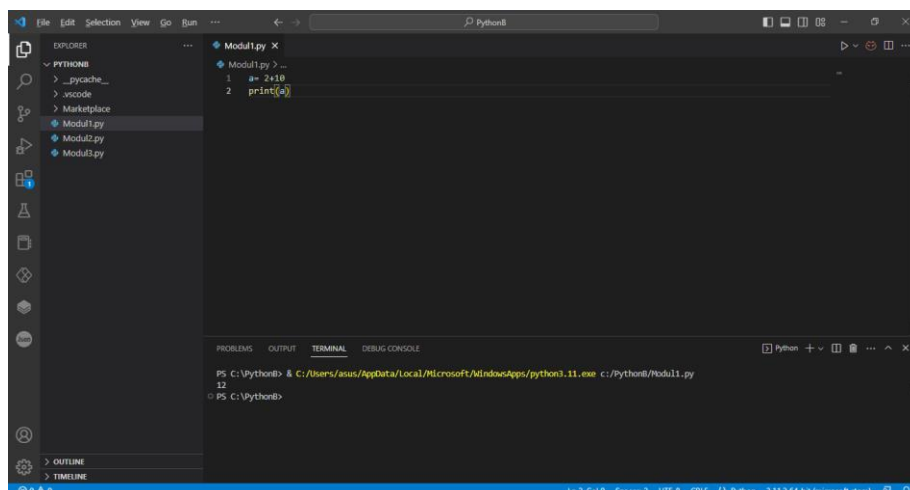 File Edit Selection View Go Run ... PythonB
EXPLORER ...
PYTHONB
__pycache__
.vscode
Marketplace
Modul1.py
Modul2.py
Modul3.py
OUTLINE
TIMELINE
Modul1.py
Modul1.py > ...
1 a= 2+10
2 print(a)
PROBLEMS OUTPUT TERMINAL DEBUG CONSOLE
Python
PS C:\PythonB> & C:/Users/asus/AppData/Local/Microsoft/WindowsApps/python3.11.exe c:/PythonB/Modul1.py
12
PS C:\PythonB>